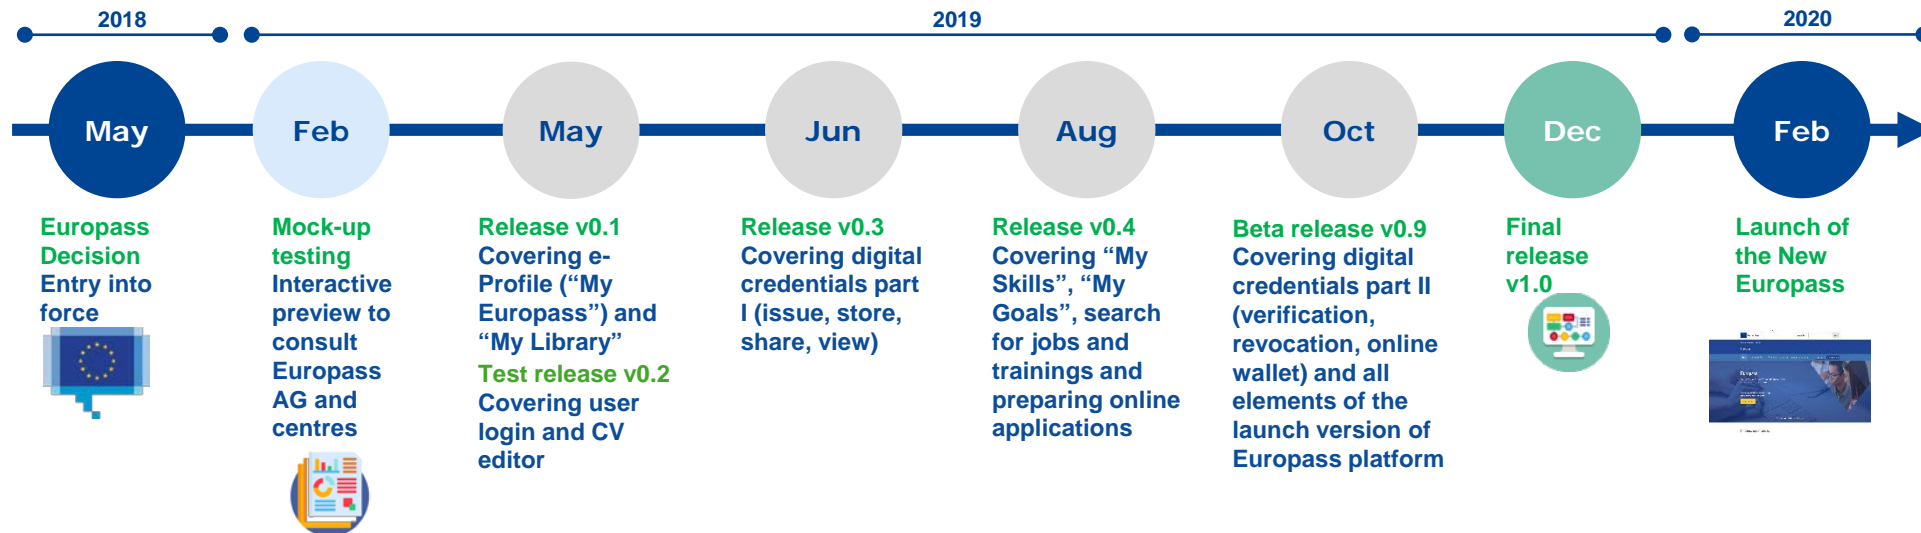 2018
2019
2020
May
Feb
May
Jun
Aug
Oct
Dec
Feb
Europass
Decision
Entry into
force
Mock-up
testing
Interactive
preview to
consult
Europass
AG and
centres
Release v0.1
Covering e-
Profile (“My
Europass”) and
“My Library”
Test release v0.2
Covering user
login and CV
editor
Release v0.3
Covering digital
credentials part
I (issue, store,
share, view)
Release v0.4
Covering “My
Skills”, “My
Goals”, search
for jobs and
trainings and
preparing online
applications
Beta release v0.9
Covering digital
credentials part II
(verification,
revocation, online
wallet) and all
elements of the
launch version of
Europass platform
Final
release
v1.0
Launch of
the New
Europass